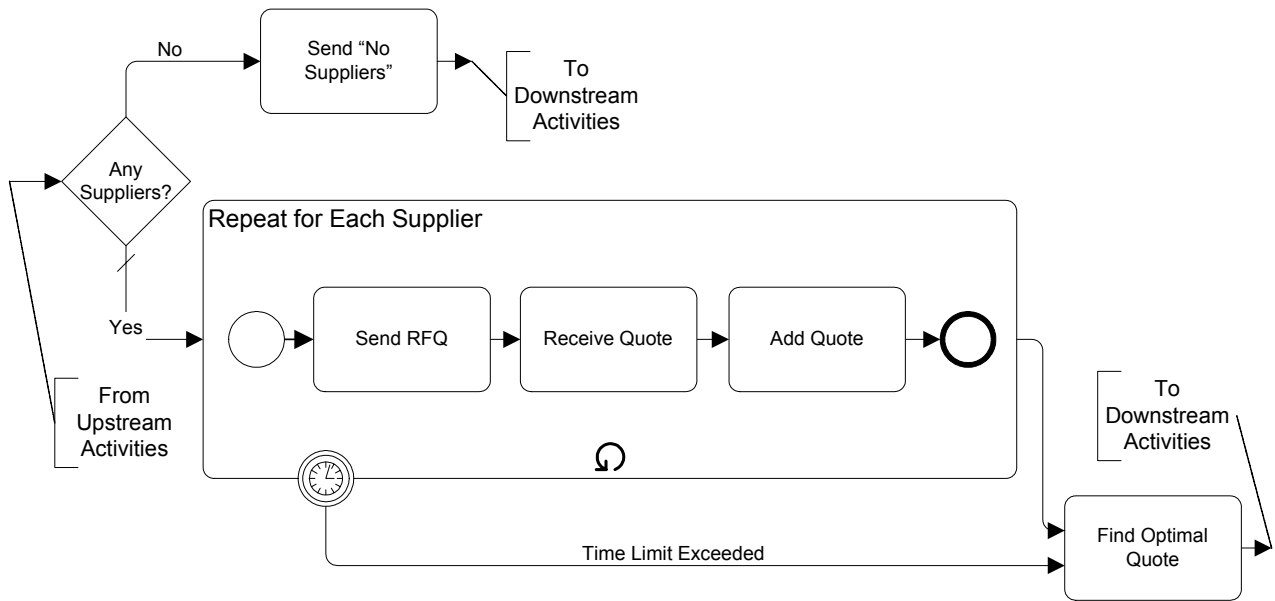 No
Send “No
Suppliers”
To
Downstream
Activities
Any
Suppliers?
Repeat for Each Supplier
Yes
Send RFQ
Receive Quote
Add Quote
From
Upstream
Activities
To
Downstream
Activities
Time Limit Exceeded
Find Optimal
Quote